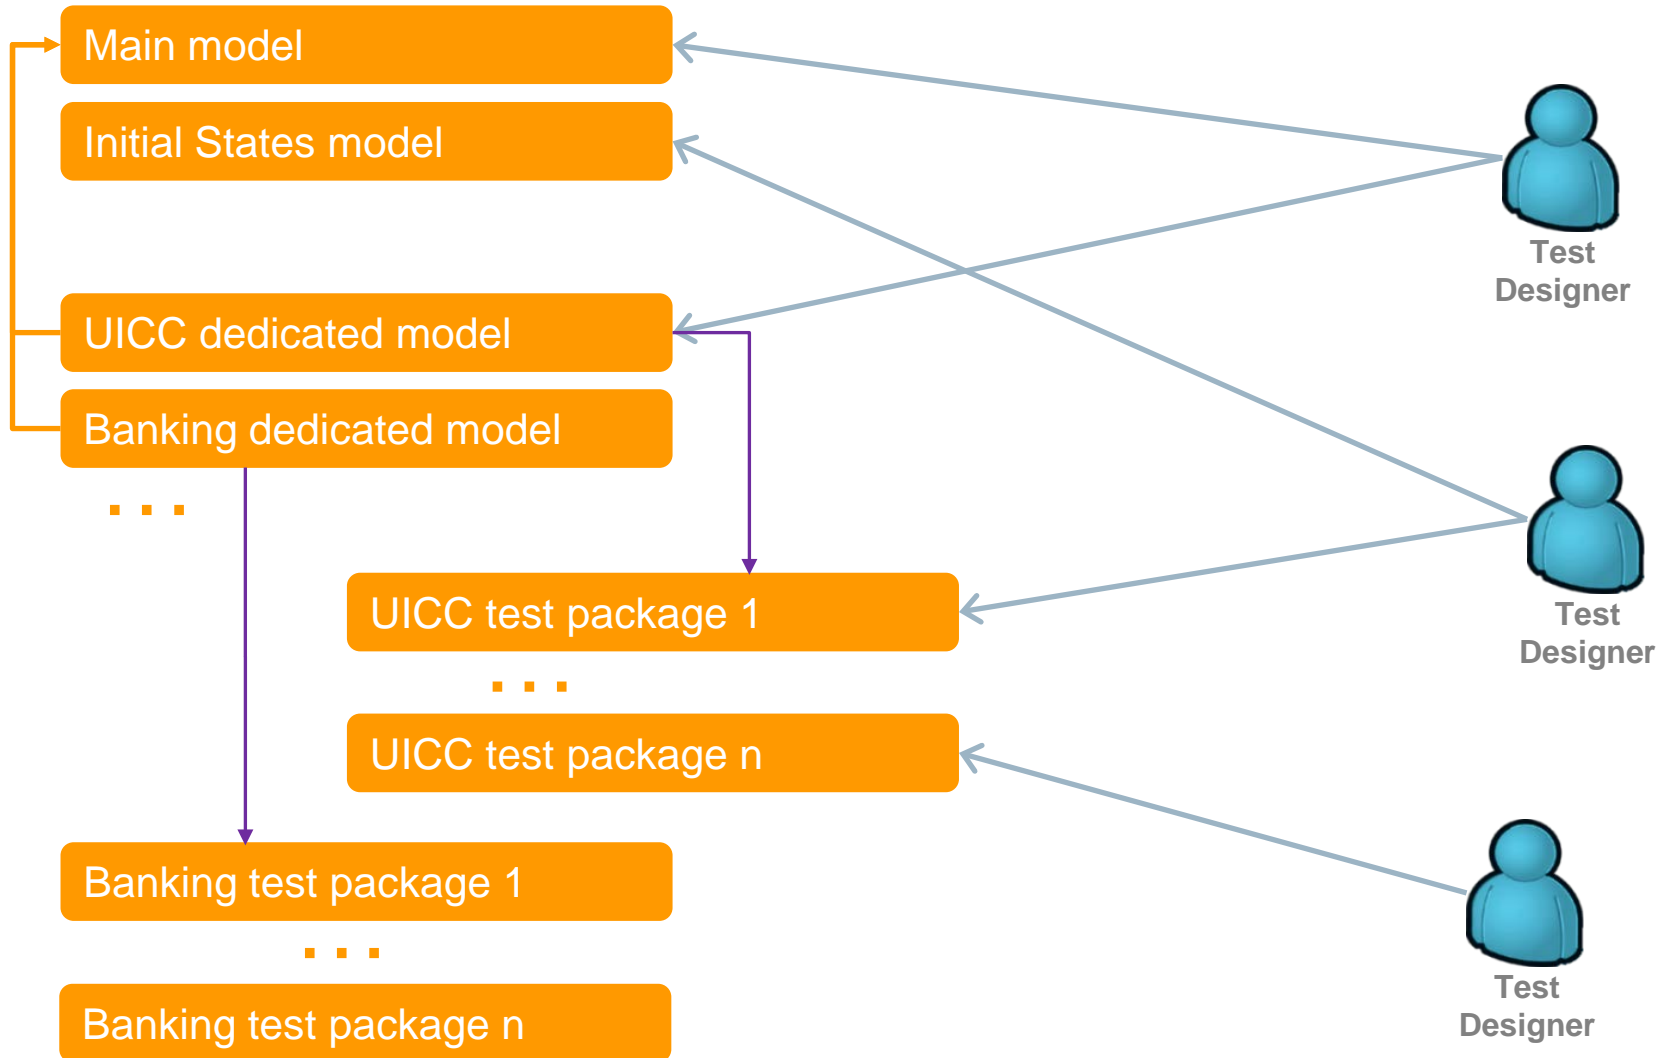 Main model
Initial States model
Test
Designer
UICC dedicated model
Banking dedicated model
. . .
UICC test package 1
Test
Designer
. . .
UICC test package n
Banking test package 1
. . .
Test
Designer
Banking test package n